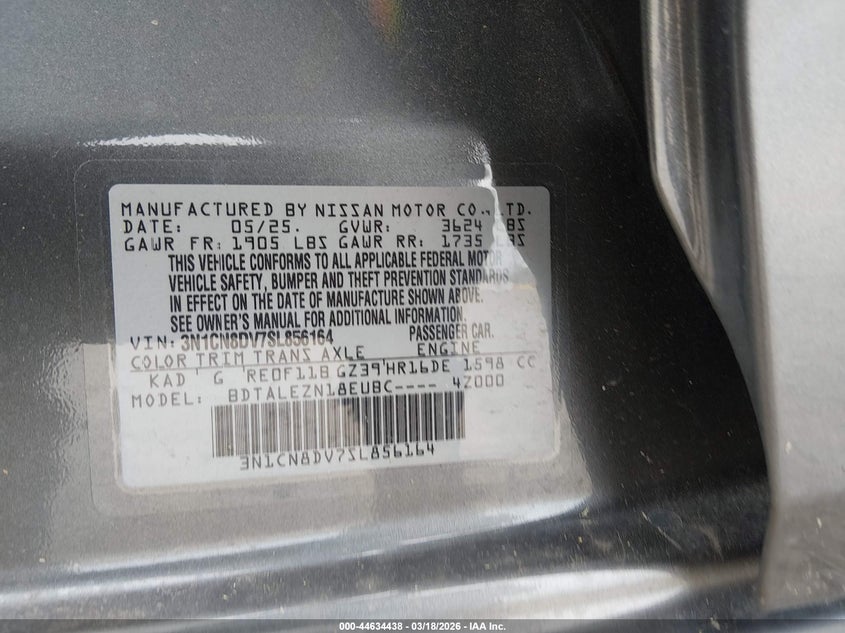 MANUFACTURED BY NISSAN MOTOR CO., LTD.
DATE: 05/25. GVWR: 3624 LBS
GAWR FR: 1905 LBS GAWR RR: 1735 LBS
THIS VEHICLE CONFORMS TO ALL APPLICABLE FEDERAL MOTOR
VEHICLE SAFETY, BUMPER AND THEFT PREVENTION STANDARDS
IN EFFECT ON THE DATE OF MANUFACTURE SHOWN ABOVE.
SEE OWNER'S MANUAL FOR ADDITIONAL INFORMATION.
VIN: 3N1CN8DV7SL856164 PASSENGER CAR.
COLOR TRIM TRANS AXLE ENGINE
KAD G RE0F11B GZ39 HR16DE 1598 CC
MODEL: BDTALEZN18EUBC---- 4Z000
3N1CN8DV7SL856164
000-44634438 - 03/18/2026 - IAA Inc.